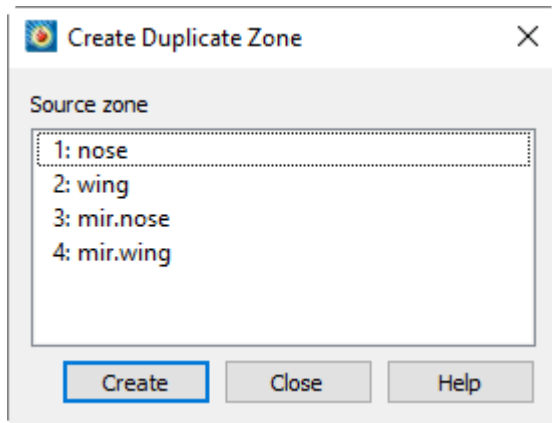 Create Duplicate Zone
Source zone
1: nose
2: wing
3: mir.nose
4: mir.wing
Create Close Help